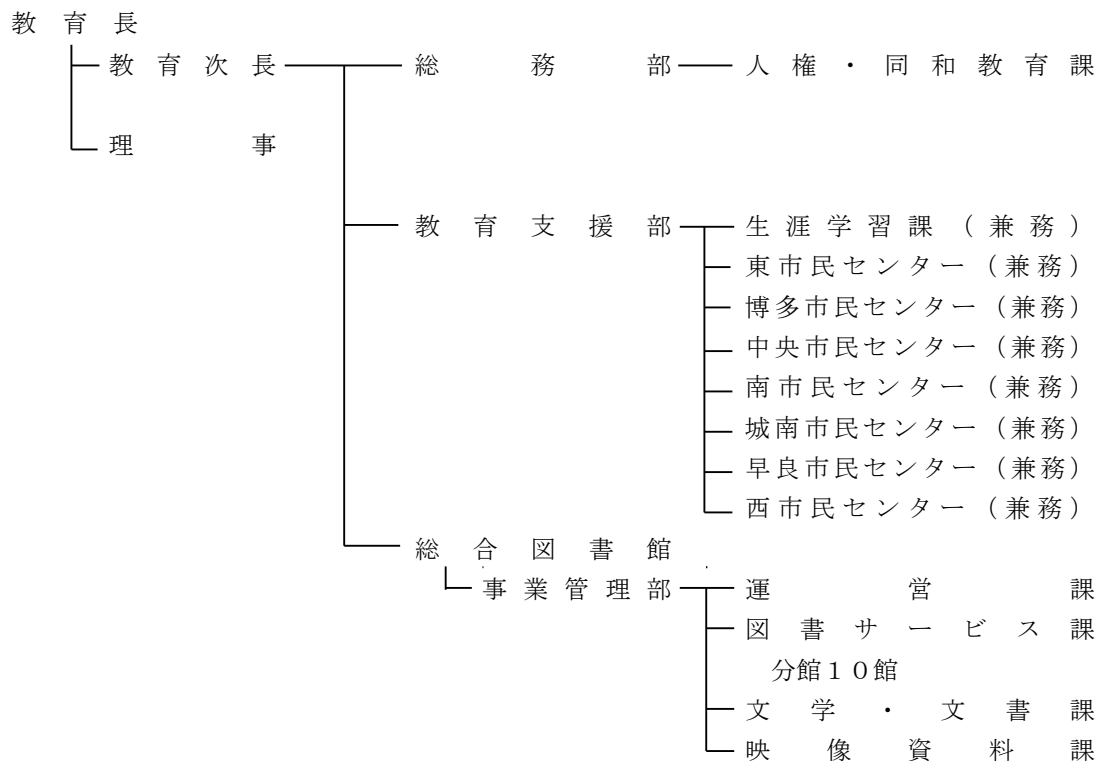 教育長
教育次長 総務部 人権・同和教育課
理事
教育支援部 生涯学習課(兼務)
東市民センター(兼務)
博多市民センター(兼務)
中央市民センター(兼務)
南市民センター(兼務)
城南市民センター(兼務)
早良市民センター(兼務)
西市民センター(兼務)
総合図書館
事業管理部 運営課
図書サービス課
分館10館
文学・文書課
映像資料課